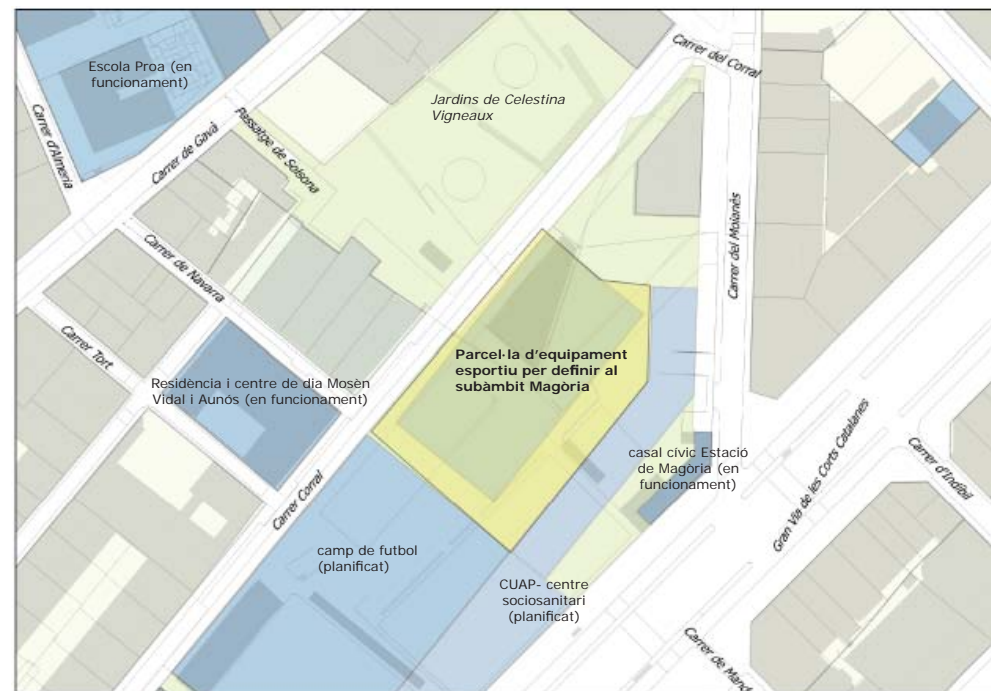 Escola Proa (en
funcionament)
Carrer d'Almeria
Carrer de Gavà
Passatge de Solsona
Jardins de Celestina
Vigneaux
Carrer del Corral
Carrer del Moianès
Carrer de Navarra
Carrer Tort
Residència i centre de dia Mosèn
Vidal i Aunós (en funcionament)
Parcel·la d'equipament
esportiu per definir al
subàmbit Magòria
casal cívic Estació
de Magòria (en
funcionament)
Gran Via de les Corts Catalanes
Carrer d'Indíbil
Carrer Corral
camp de futbol
(planificat)
CUAP- centre
sociosanitari
(planificat)
Carrer de Mand